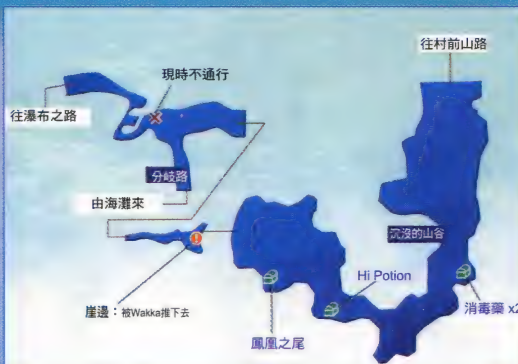 往村前山路
現時不通行
往瀑布之路
分岐路
由海灘來
沉沒的山谷
Hi Potion
崖邊：被Wakka推下去
消毒藥 x2
鳳凰之尾